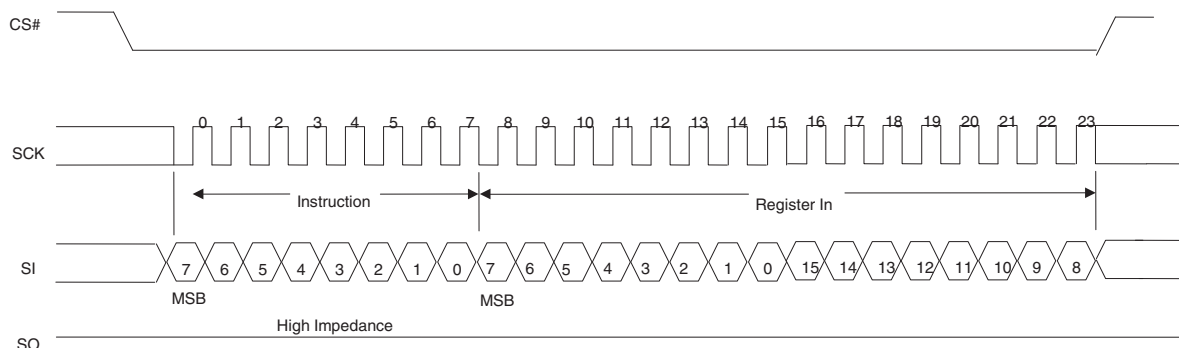 CS#
0 1 2 3 4 5 6 7 8 9 10 11 12 13 14 15 16 17 18 19 20 21 22 23
SCK
Instruction
Register In
SI
7 6 5 4 3 2 1 0 7 6 5 4 3 2 1 0 15 14 13 12 11 10 9 8
MSB
MSB
High Impedance
SO